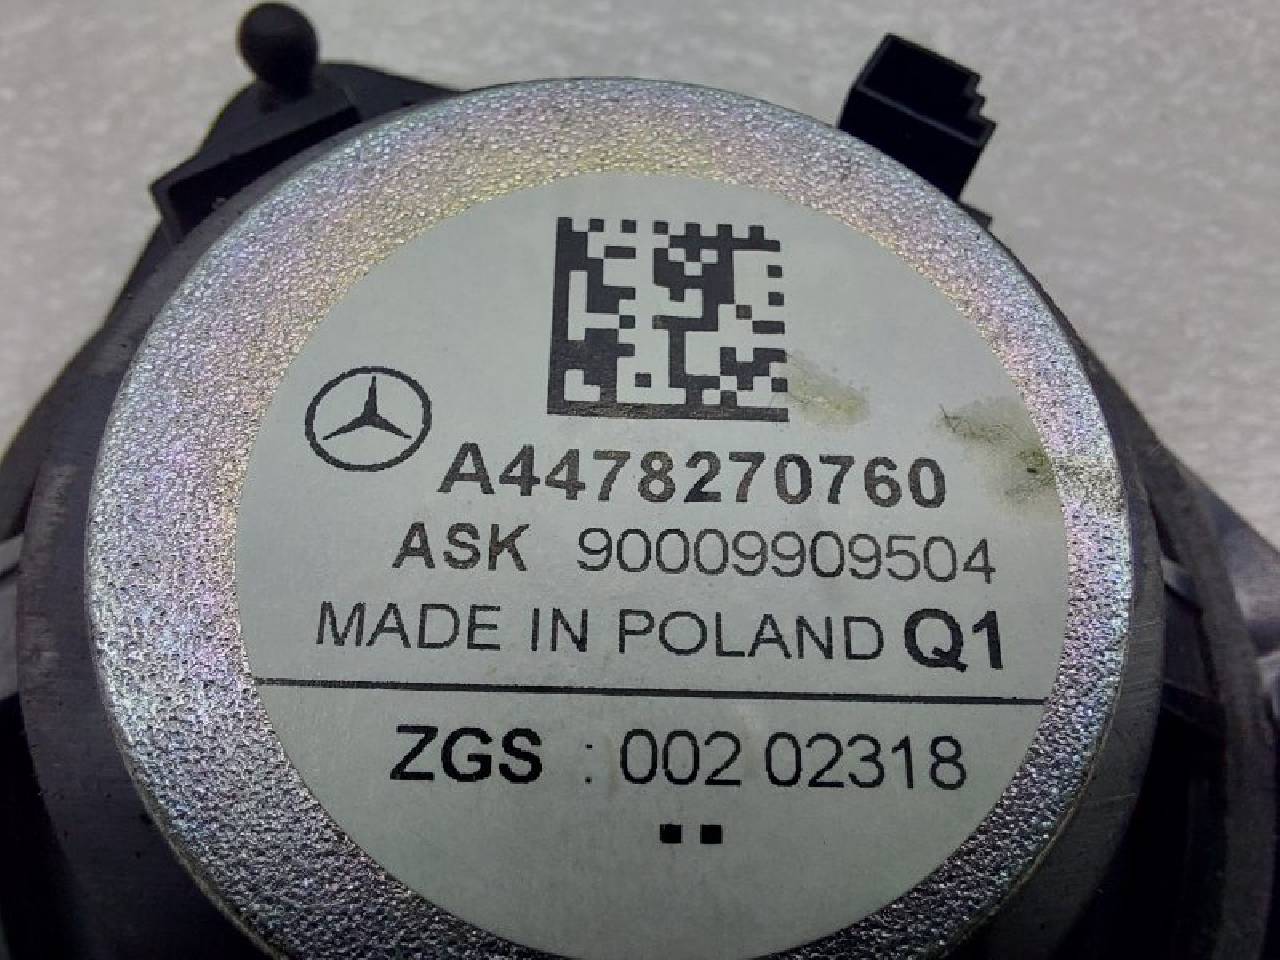 A4478270760
ASK 90009909504
MADE IN POLAND Q1
ZGS : 002 02318